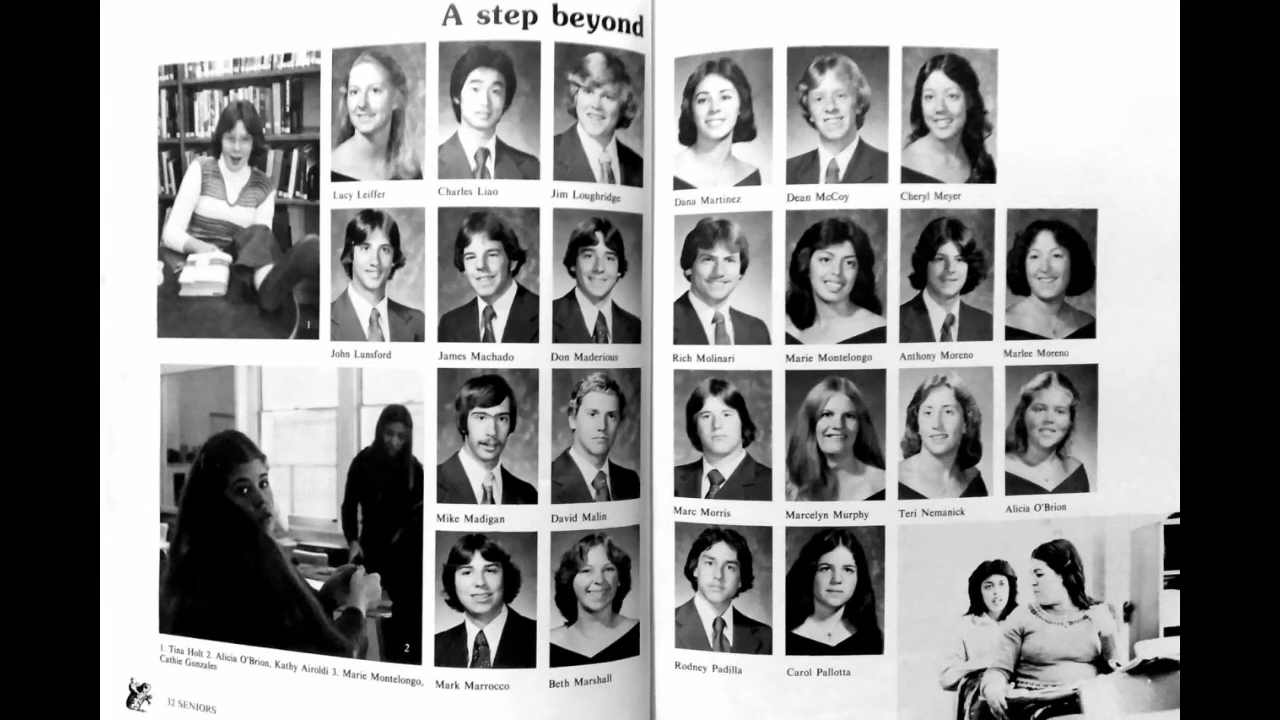 A step beyond
Lucy Leiffer
Charles Liao
Jim Loughridge
1
John Lunsford
James Machado
Don Maderious
Mike Madigan
David Malin
2
1. Tina Holt 2. Alicia O'Brion, Kathy Airoldi 3. Marie Montelongo,
Cathie Gonzales
Mark Marrocco
Beth Marshall
32 SENIORS
Dana Martinez
Dean McCoy
Cheryl Meyer
Rich Molinari
Marie Montelongo
Anthony Moreno
Marlee Moreno
Marc Morris
Marcelyn Murphy
Teri Nemanick
Alicia O'Brion
Rodney Padilla
Carol Pallotta